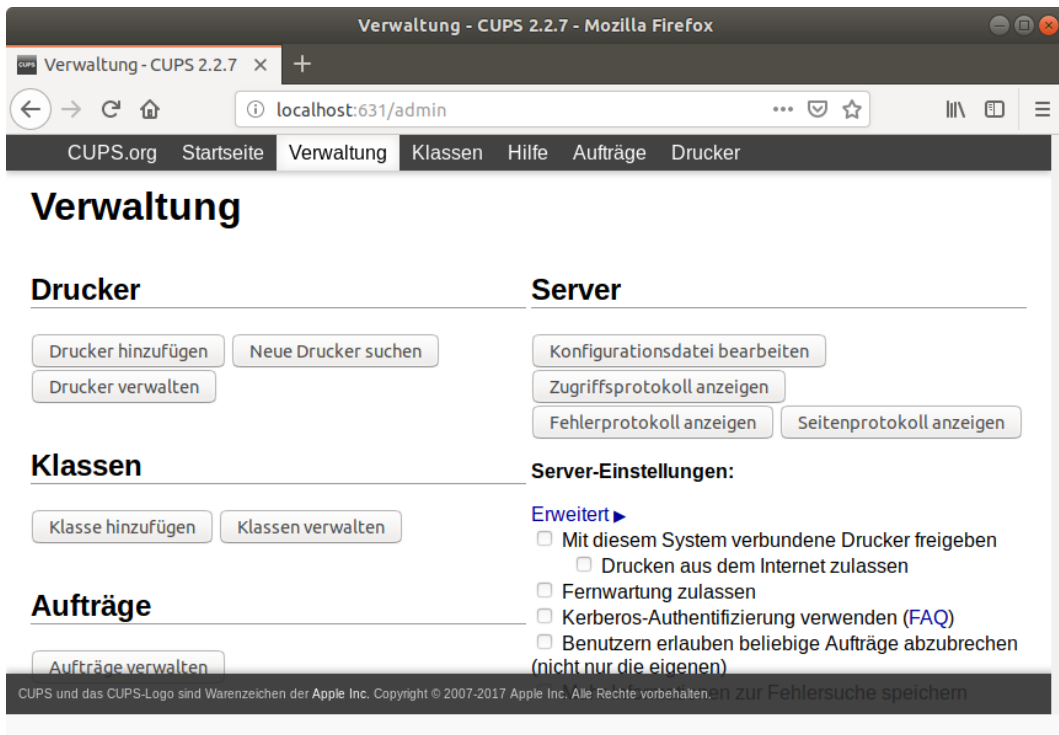 Verwaltung - CUPS 2.2.7 - Mozilla Firefox
CUPS Verwaltung - CUPS 2.2.7
localhost:631/admin
CUPS.org Startseite Verwaltung Klassen Hilfe Aufträge Drucker
Verwaltung
Drucker
Drucker hinzufügen Neue Drucker suchen
Drucker verwalten
Klassen
Klasse hinzufügen Klassen verwalten
Aufträge
Aufträge verwalten
Server
Konfigurationsdatei bearbeiten
Zugriffsprotokoll anzeigen
Fehlerprotokoll anzeigen Seitenprotokoll anzeigen
Server-Einstellungen:
Erweitert ▶
Mit diesem System verbundene Drucker freigeben
Drucken aus dem Internet zulassen
Fernwartung zulassen
Kerberos-Authentifizierung verwenden (FAQ)
Benutzern erlauben beliebige Aufträge abzubrechen
(nicht nur die eigenen)
zur Fehlersuche speichern
CUPS und das CUPS-Logo sind Warenzeichen der Apple Inc. Copyright © 2007-2017 Apple Inc. Alle Rechte vorbehalten.